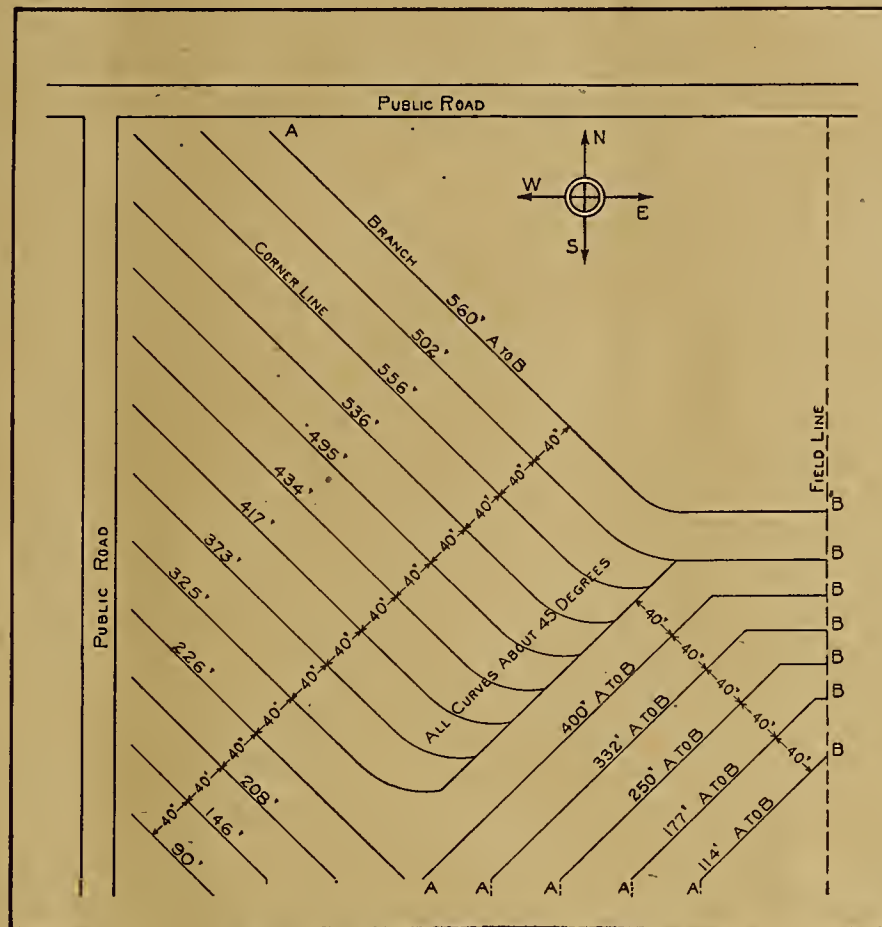 PUBLIC ROAD
A
N
W
E
S
BRANCH
CORNER LINE
560' A TO B
502'
556'
536'
495'
434'
417'
373'
325'
226'
208'
146'
90'
40'
40'
40'
40'
40'
40'
40'
40'
40'
40'
40'
40'
FIELD LINE
PUBLIC ROAD
ALL CURVES ABOUT 45 DEGREES
B
B
B
B
B
B
B
40'
40'
40'
40'
40'
400' A TO B
332' A TO B
250' A TO B
177' A TO B
114' A TO B
A
A
A
A
A